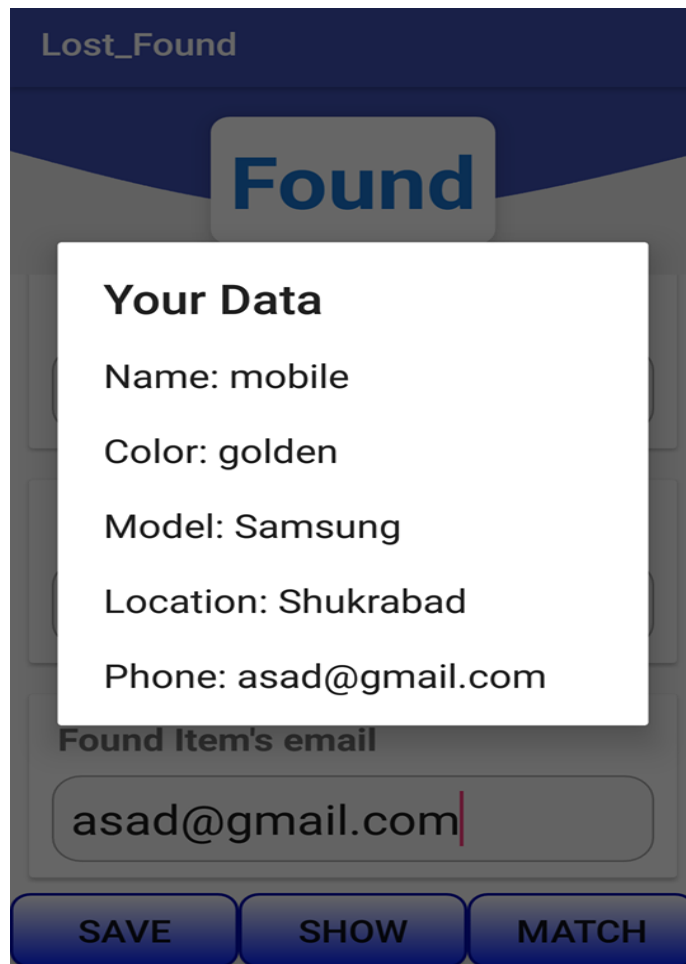 Lost_Found
Found
Your Data
Name: mobile
Color: golden
Model: Samsung
Location: Shukrabad
Phone: asad@gmail.com
Found Item's email
asad@gmail.com
SAVE SHOW MATCH